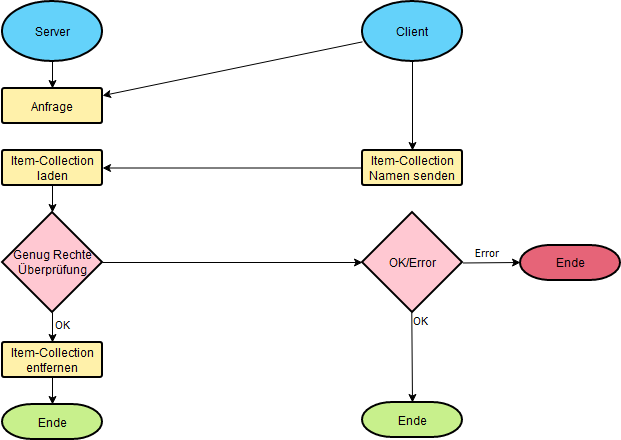 Server
Client
Anfrage
Item-Collection
laden
Item-Collection
Namen senden
Genug Rechte
Überprüfung
OK/Error
Error
Ende
OK
OK
Item-Collection
entfernen
Ende
Ende